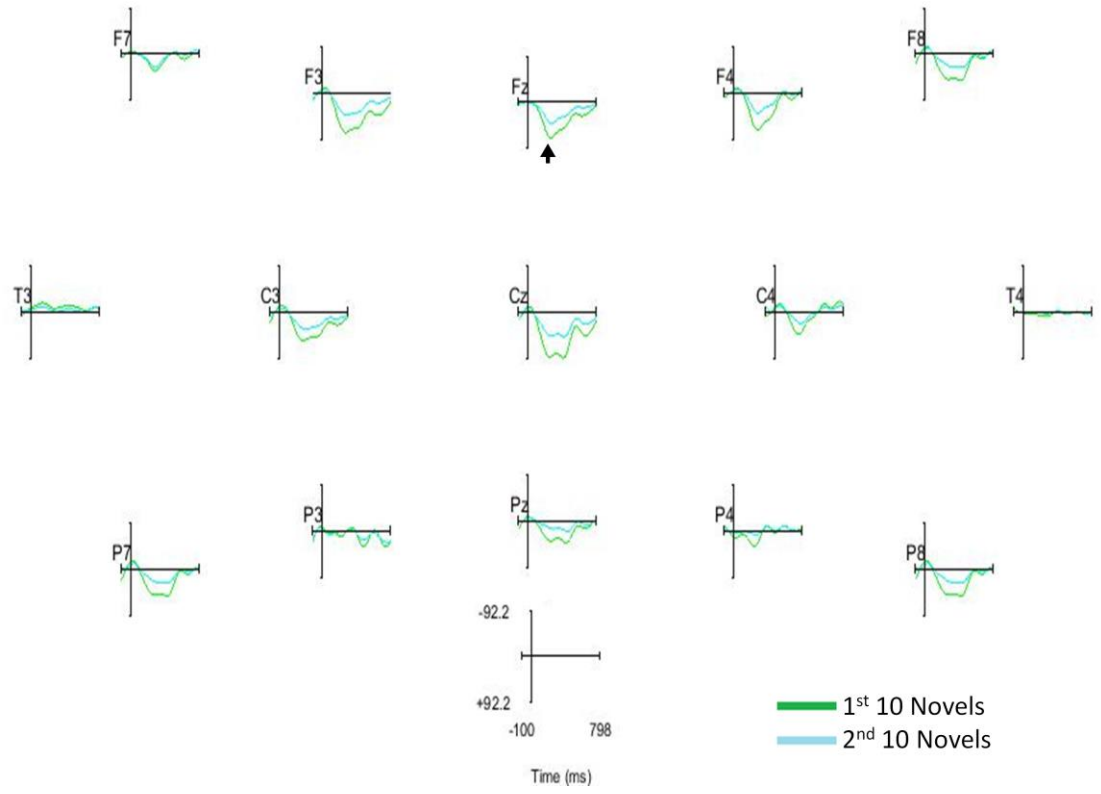 F7
F3
Fz
F4
F8
T3
C3
Cz
C4
T4
P7
P3
Pz
P4
P8
-92.2
+92.2
-100 798
Time (ms)
1st 10 Novels
2nd 10 Novels